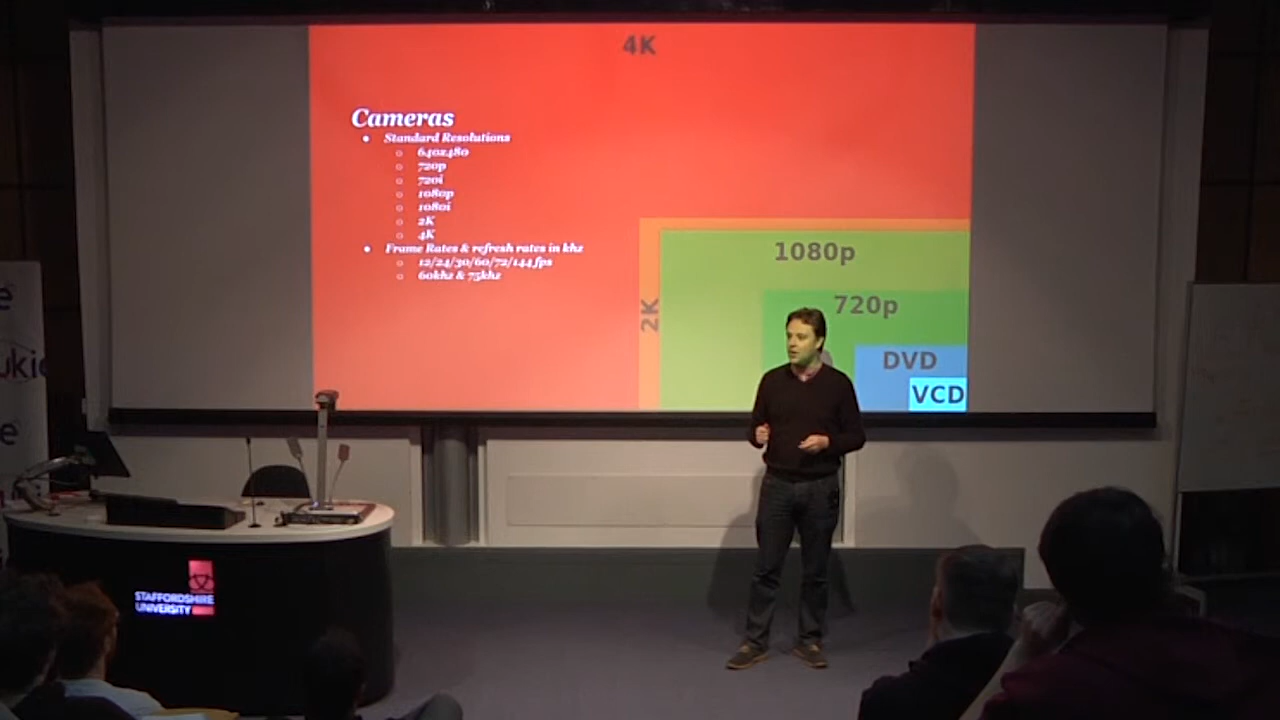 4K
Cameras
Standard Resolutions
640x480
720p
720i
1080p
1080i
2K
4K
Frame Rates & refresh rates in khz
12/24/30/60/72/144 fps
60khz & 75khz
1080p
2K
720p
DVD
VCD
e
ukie
e
STAFFORDSHIRE
UNIVERSITY